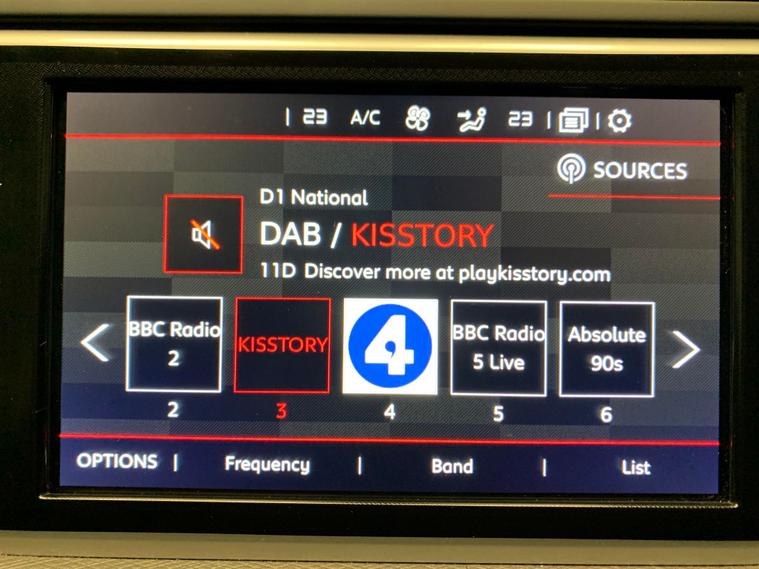 23 A/C 23
SOURCES
D1 National
DAB / KISSTORY
11D Discover more at playkisstory.com
BBC Radio
2
KISSTORY
4
BBC Radio
5 Live
Absolute
90s
2 3 4 5 6
OPTIONS | Frequency | Band | List